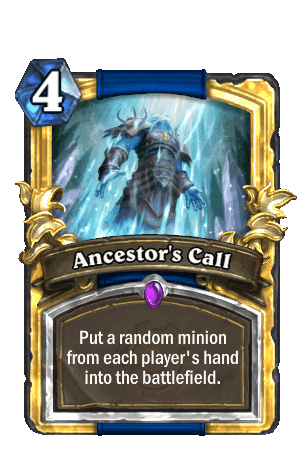 4
Ancestor's Call
Put a random minion
from each player's hand
into the battlefield.